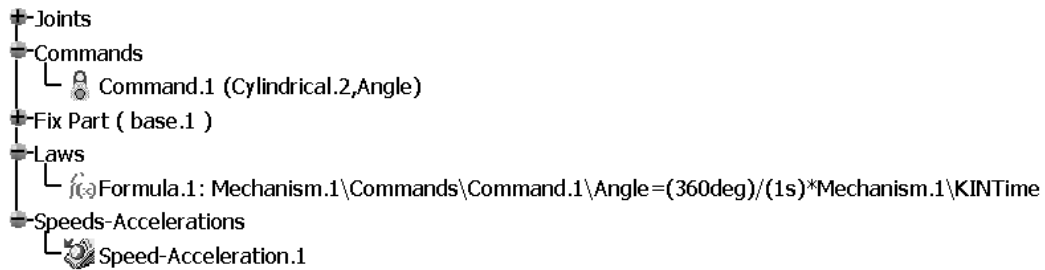 Joints
Commands
Command.1 (Cylindrical.2,Angle)
Fix Part ( base.1 )
Laws
f(x) Formula.1: Mechanism.1\Commands\Command.1\Angle=(360deg)/(1s)*Mechanism.1\KINTime
Speeds-Accelerations
Speed-Acceleration.1